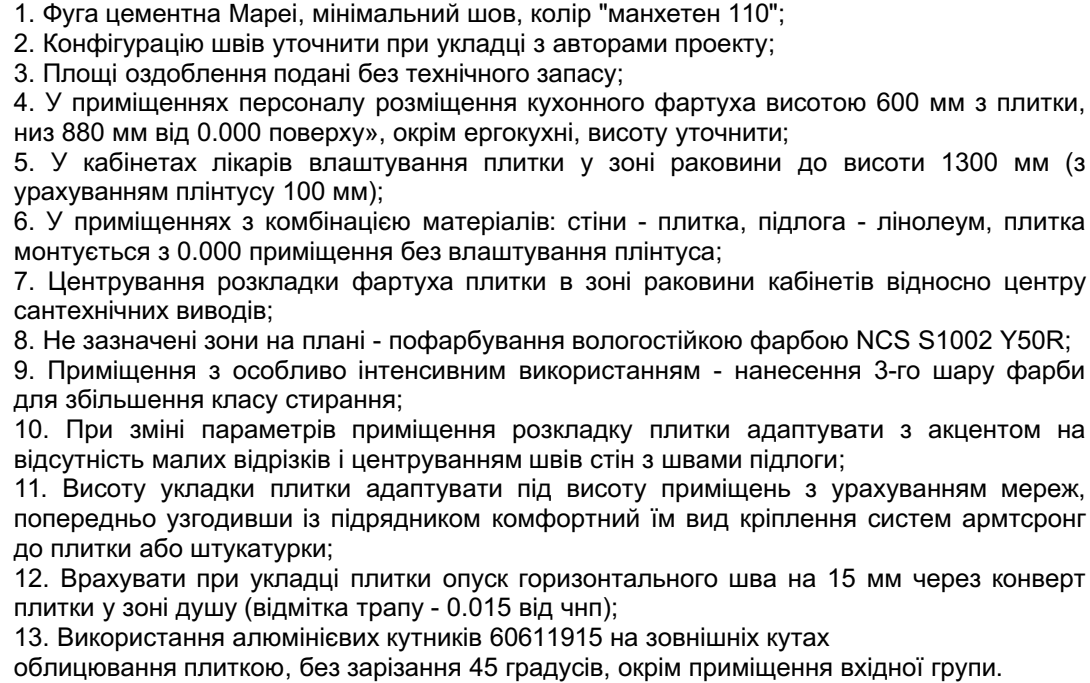 1. Фуга цементна Mapei, мінімальний шов, колір "манхетен 110";
2. Конфігурацію швів уточнити при укладці з авторами проекту;
3. Площі оздоблення подані без технічного запасу;
4. У приміщеннях персоналу розміщення кухонного фартуха висотою 600 мм з плитки,
низ 880 мм від 0.000 поверху», окрім ергокухні, висоту уточнити;
5. У кабінетах лікарів влаштування плитки у зоні раковини до висоти 1300 мм (з
урахуванням плінтусу 100 мм);
6. У приміщеннях з комбінацією матеріалів: стіни - плитка, підлога - лінолеум, плитка
монтується з 0.000 приміщення без влаштування плінтуса;
7. Центрування розкладки фартуха плитки в зоні раковини кабінетів відносно центру
сантехнічних виводів;
8. Не зазначені зони на плані - пофарбування вологостійкою фарбою NCS S1002 Y50R;
9. Приміщення з особливо інтенсивним використанням - нанесення 3-го шару фарби
для збільшення класу стирання;
10. При зміні параметрів приміщення розкладку плитки адаптувати з акцентом на
відсутність малих відрізків і центруванням швів стін з швами підлоги;
11. Висоту укладки плитки адаптувати під висоту приміщень з урахуванням мереж,
попередньо узгодивши із підрядником комфортний їм вид кріплення систем армтсронг
до плитки або штукатурки;
12. Врахувати при укладці плитки опуск горизонтального шва на 15 мм через конверт
плитки у зоні душу (відмітка трапу - 0.015 від чнп);
13. Використання алюмінієвих кутників 60611915 на зовнішніх кутах
облицювання плиткою, без зарізання 45 градусів, окрім приміщення вхідної групи.